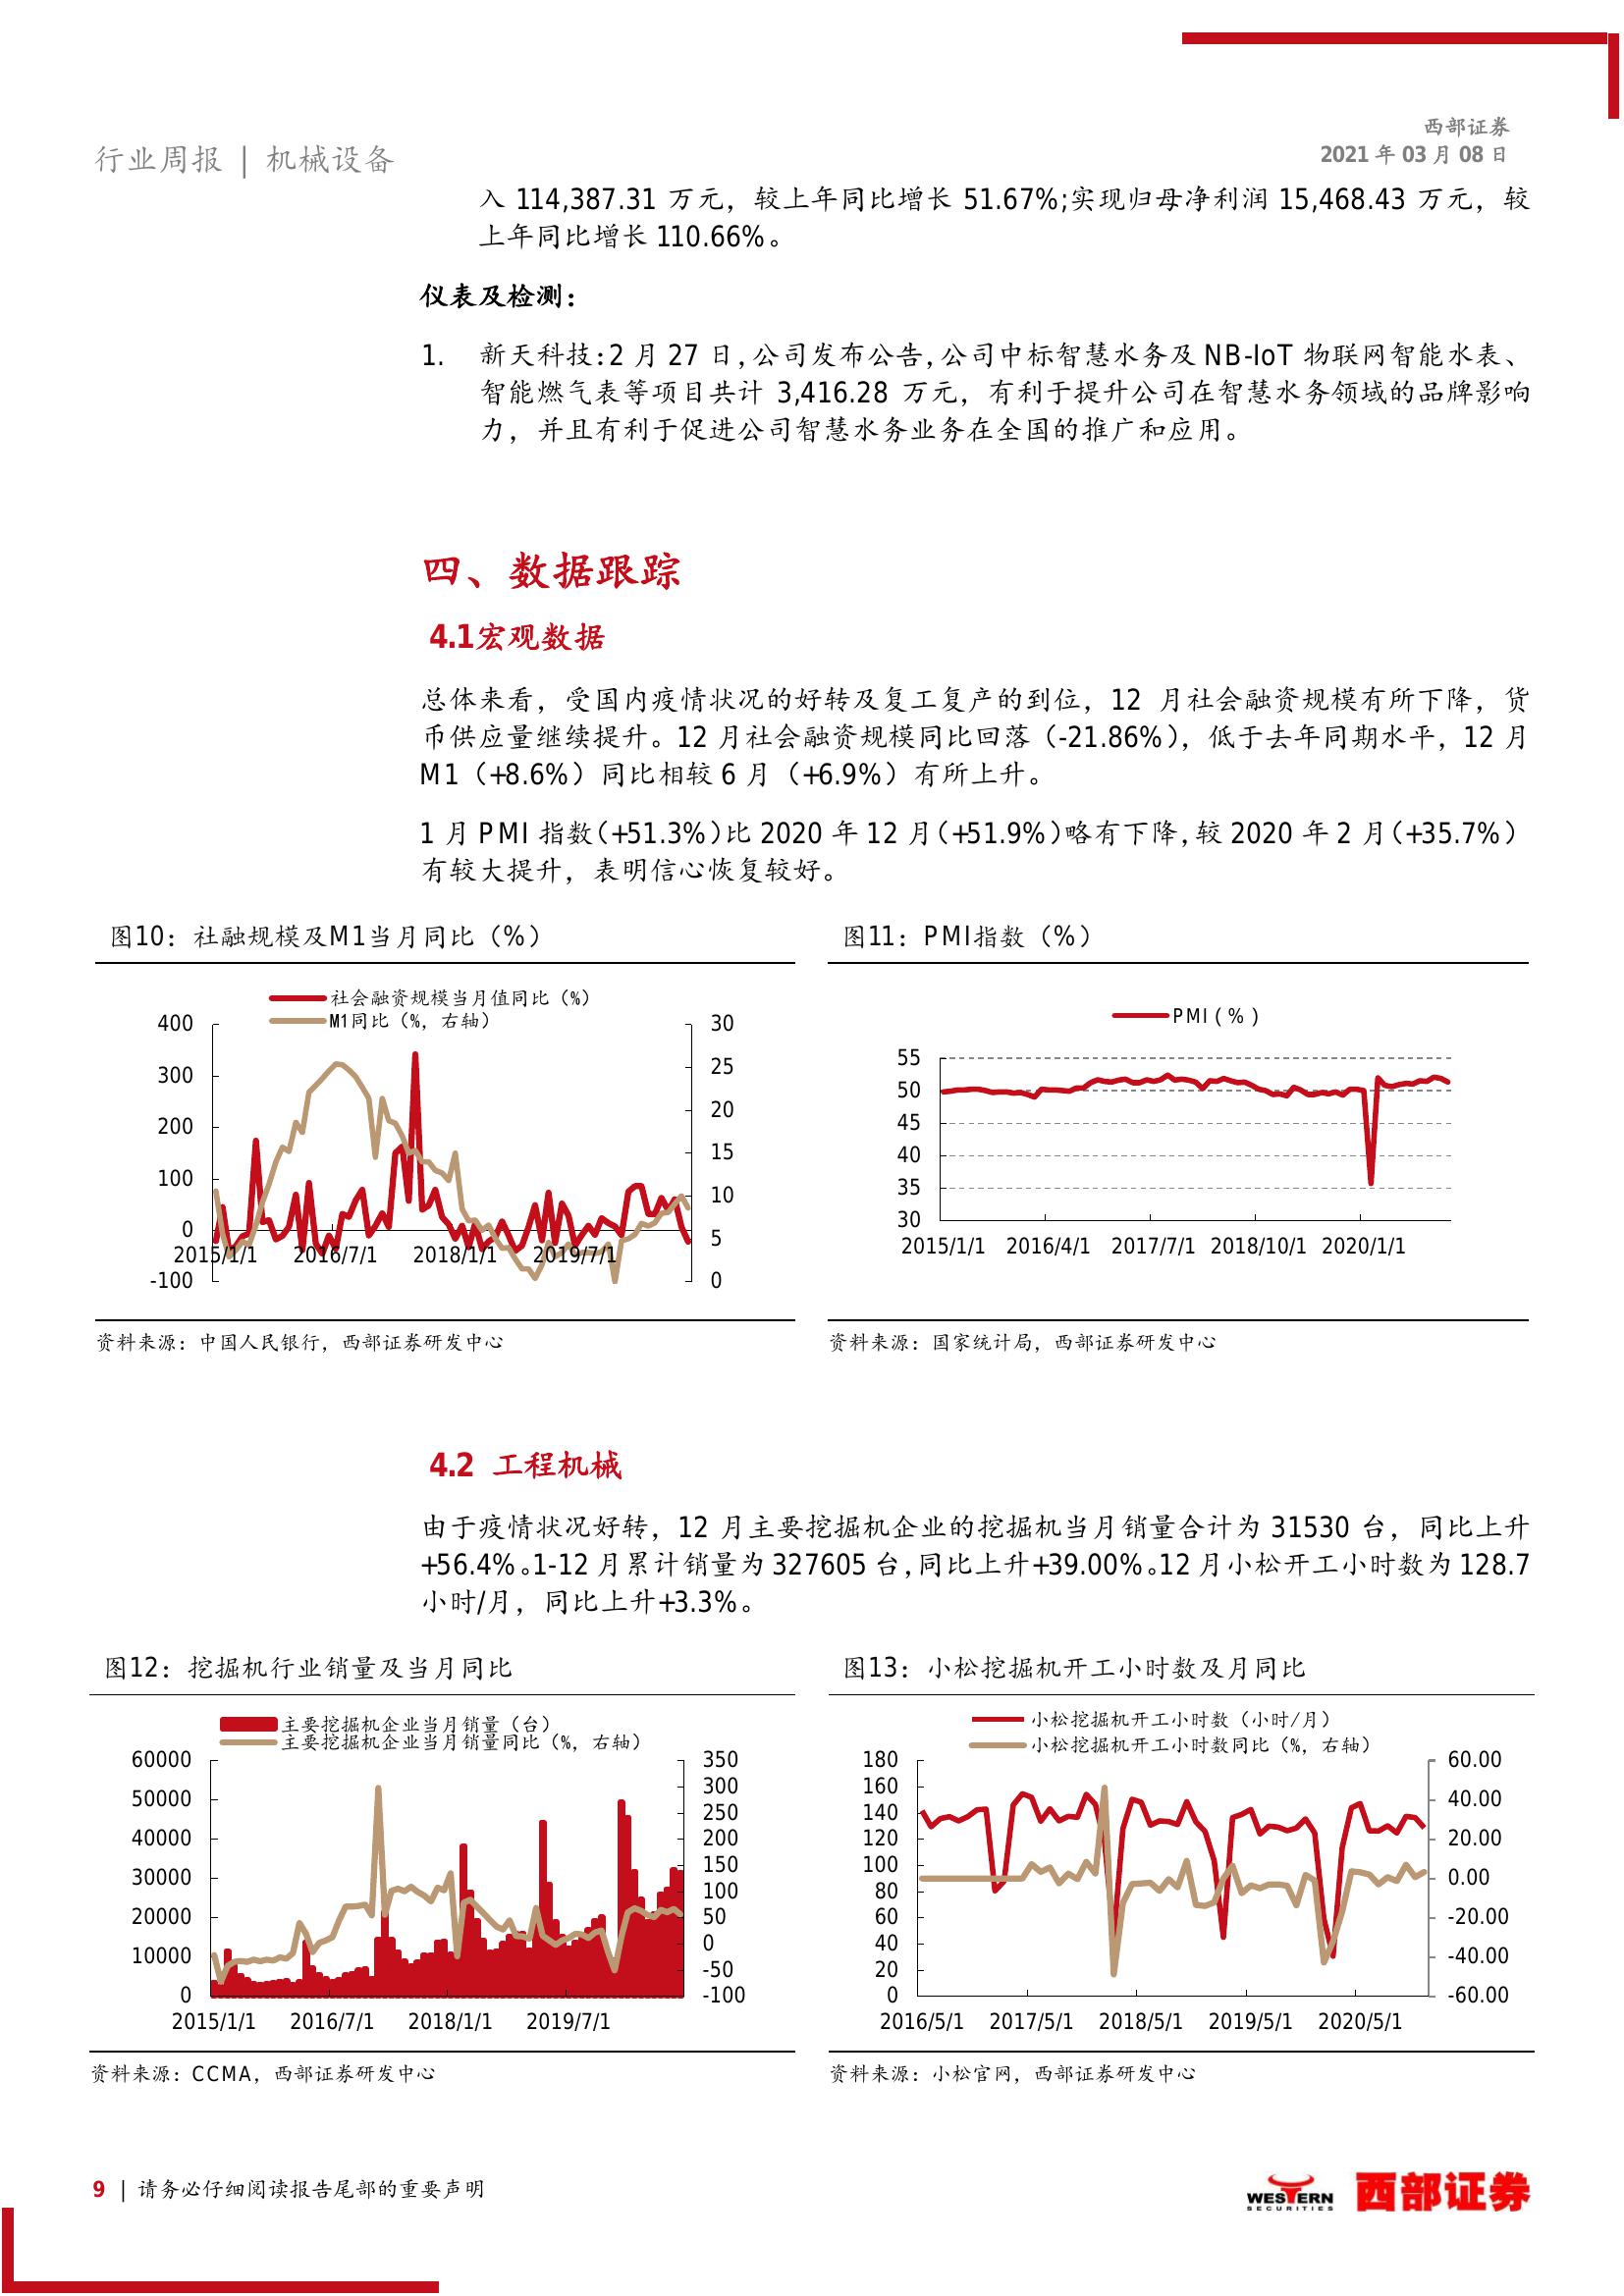 西部证券
行业周报 | 机械设备
2021 年 03 月 08 日
入 114,387.31 万元，较上年同比增长 51.67%;实现归母净利润 15,468.43 万元，较
上年同比增长 110.66%。
仪表及检测：
1. 新天科技：2 月 27 日，公司发布公告，公司中标智慧水务及 NB-IoT 物联网智能水表、
智能燃气表等项目共计 3,416.28 万元，有利于提升公司在智慧水务领域的品牌影响
力，并且有利于促进公司智慧水务业务在全国的推广和应用。
四、数据跟踪
4.1宏观数据
总体来看，受国内疫情状况的好转及复工复产的到位，12 月社会融资规模有所下降，货
币供应量继续提升。12 月社会融资规模同比回落（-21.86%），低于去年同期水平，12 月
M1（+8.6%）同比相较 6 月（+6.9%）有所上升。
1 月 PMI 指数（+51.3%）比 2020 年 12 月（+51.9%）略有下降，较 2020 年 2 月（+35.7%）
有较大提升，表明信心恢复较好。
图10：社融规模及M1当月同比（%）
社会融资规模当月值同比（%）
M1同比（%，右轴）
400
300
200
100
0
-100
30
25
20
15
10
5
0
2015/1/1 2016/7/1 2018/1/1 2019/7/1
资料来源：中国人民银行，西部证券研发中心
图11：PMI指数（%）
PMI（%）
55
50
45
40
35
30
2015/1/1 2016/4/1 2017/7/1 2018/10/1 2020/1/1
资料来源：国家统计局，西部证券研发中心
4.2 工程机械
由于疫情状况好转，12 月主要挖掘机企业的挖掘机当月销量合计为 31530 台，同比上升
+56.4%。1-12 月累计销量为 327605 台，同比上升+39.00%。12 月小松开工小时数为 128.7
小时/月，同比上升+3.3%。
图12：挖掘机行业销量及当月同比
主要挖掘机企业当月销量（台）
主要挖掘机企业当月销量同比（%，右轴）
60000
50000
40000
30000
20000
10000
0
350
300
250
200
150
100
50
0
-50
-100
2015/1/1 2016/7/1 2018/1/1 2019/7/1
资料来源：CCMA，西部证券研发中心
图13：小松挖掘机开工小时数及月同比
小松挖掘机开工小时数（小时/月）
小松挖掘机开工小时数同比（%，右轴）
180
160
140
120
100
80
60
40
20
0
60.00
40.00
20.00
0.00
-20.00
-40.00
-60.00
2016/5/1 2017/5/1 2018/5/1 2019/5/1 2020/5/1
资料来源：小松官网，西部证券研发中心
9 | 请务必仔细阅读报告尾部的重要声明
WESTERN
SECURITIES
西部证券